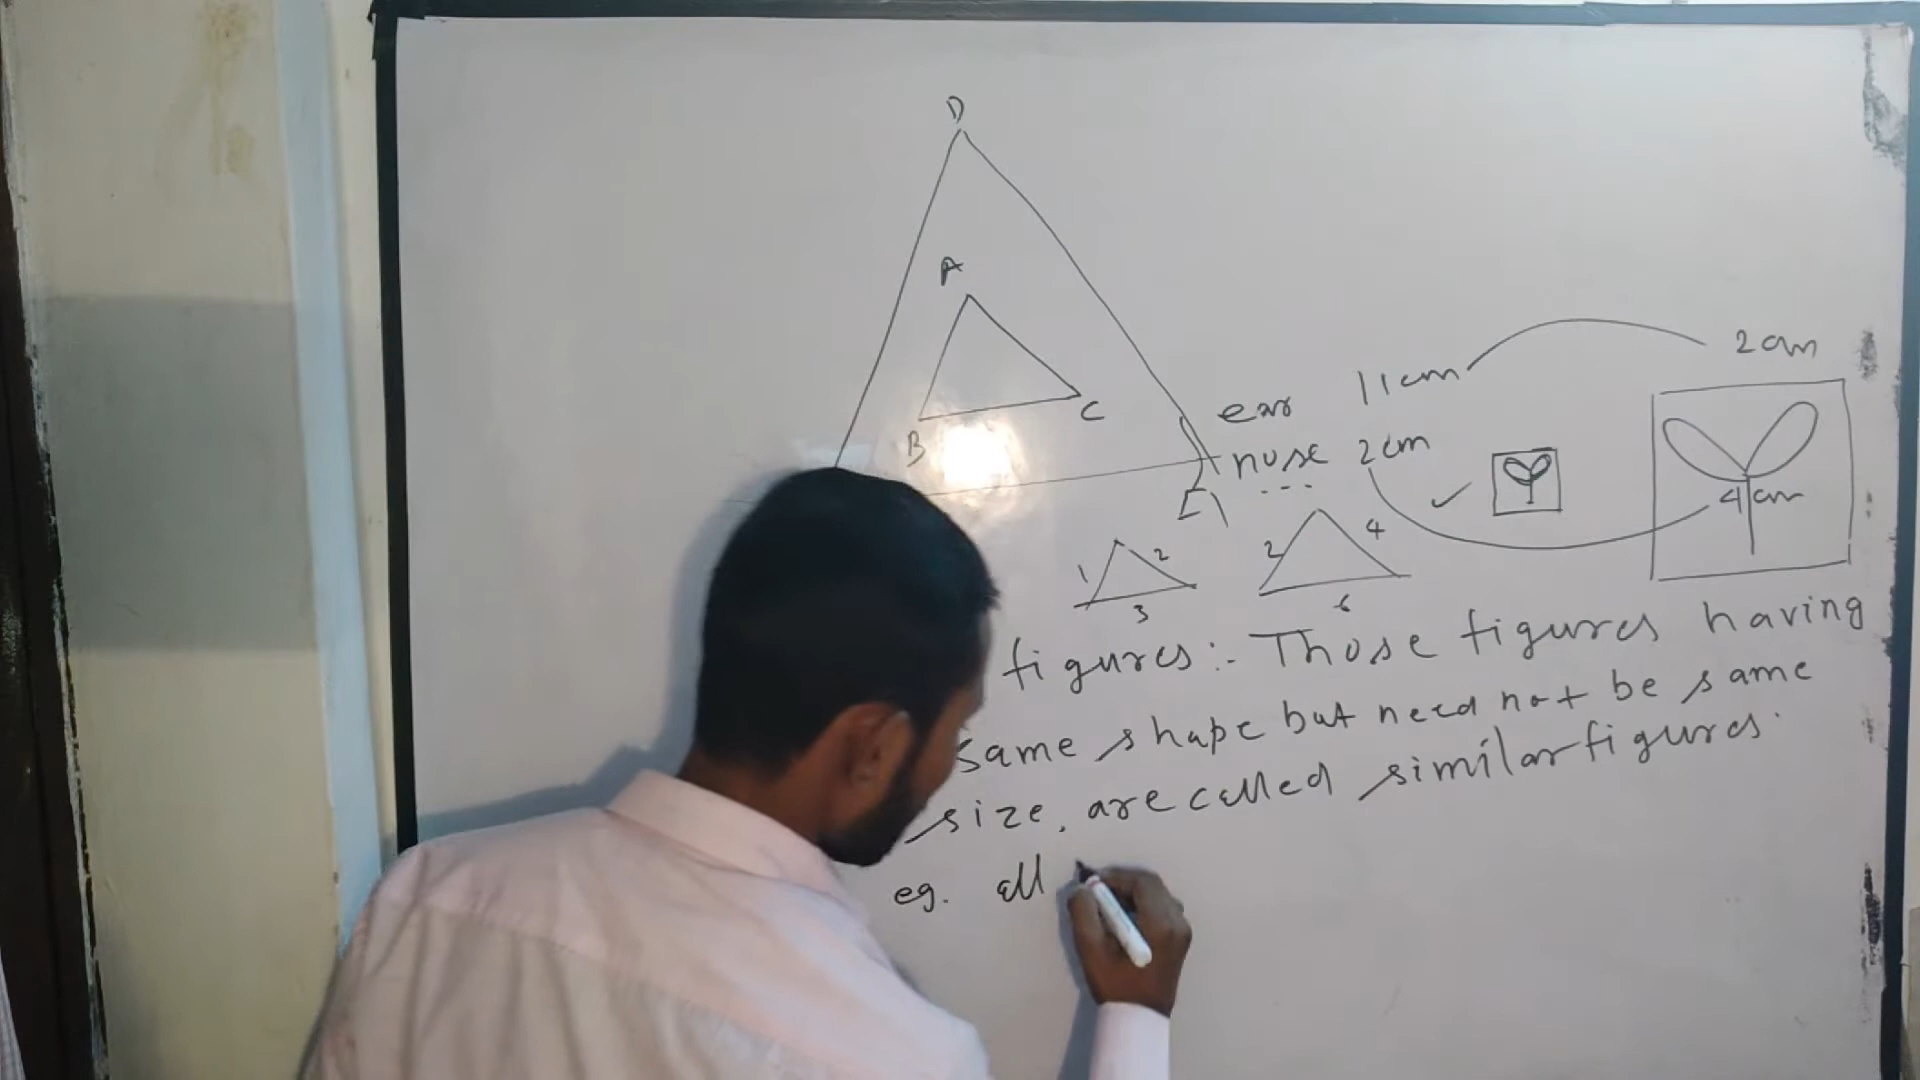 D
A
B
C
ear 11cm 2cm
nose 2cm
---
4cm
1 2 3
2 4 6
figures:- Those figures having
same shape but need not be same
size, are called similar figures.
eg. all